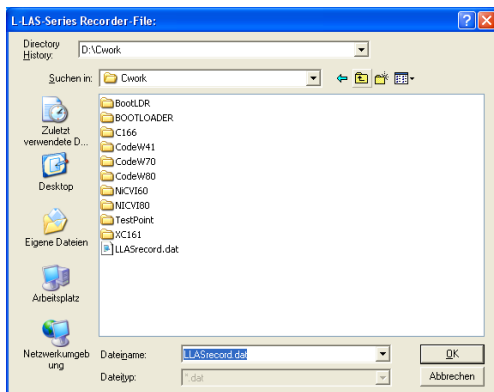 L-LAS-Series Recorder-File:
Directory History: D:\Cwork
Suchen in: Cwork
Zuletzt verwendete D...
Desktop
Eigene Dateien
Arbeitsplatz
Netzwerkumgeb ung
BootLDR
BOOTLOADER
C166
CodeW41
CodeW70
CodeW80
NiCVI60
NICVI80
TestPoint
XC161
LLASrecord.dat
Dateiname: LLASrecord.dat OK
Dateityp: *.dat Abbrechen